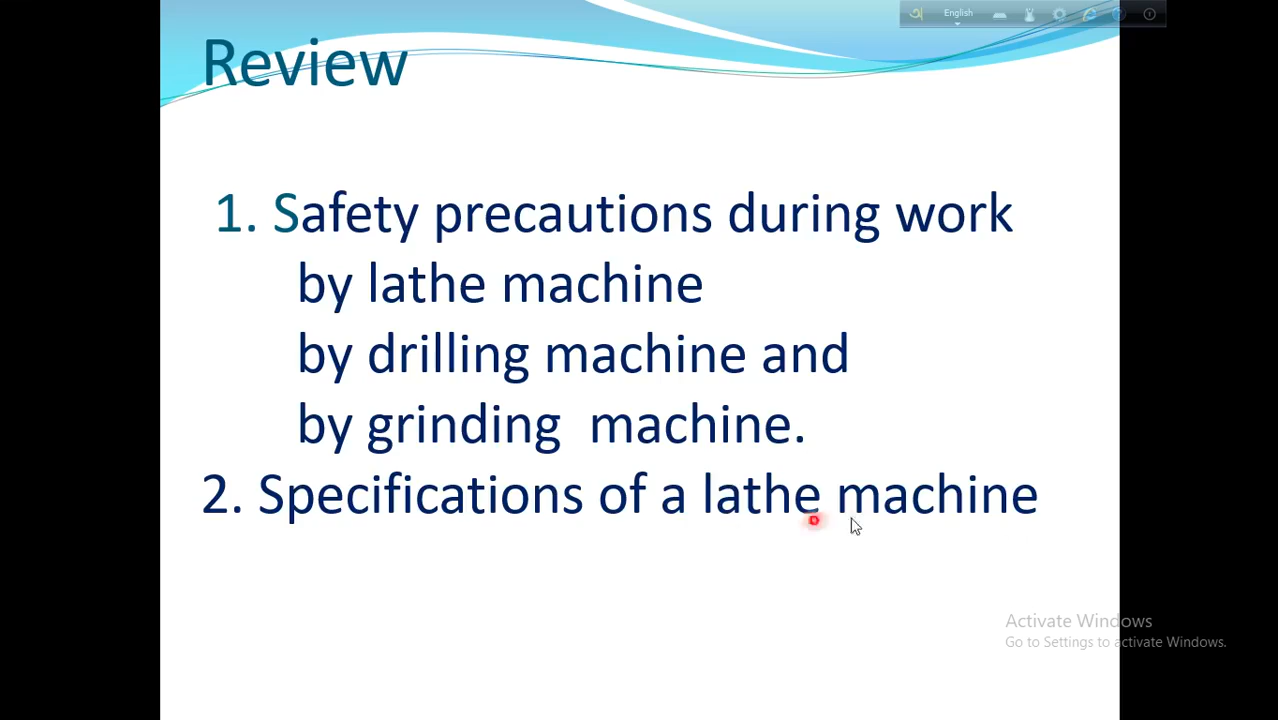 English
Review
1. Safety precautions during work
by lathe machine
by drilling machine and
by grinding machine.
2. Specifications of a lathe machine
Activate Windows
Go to Settings to activate Windows.